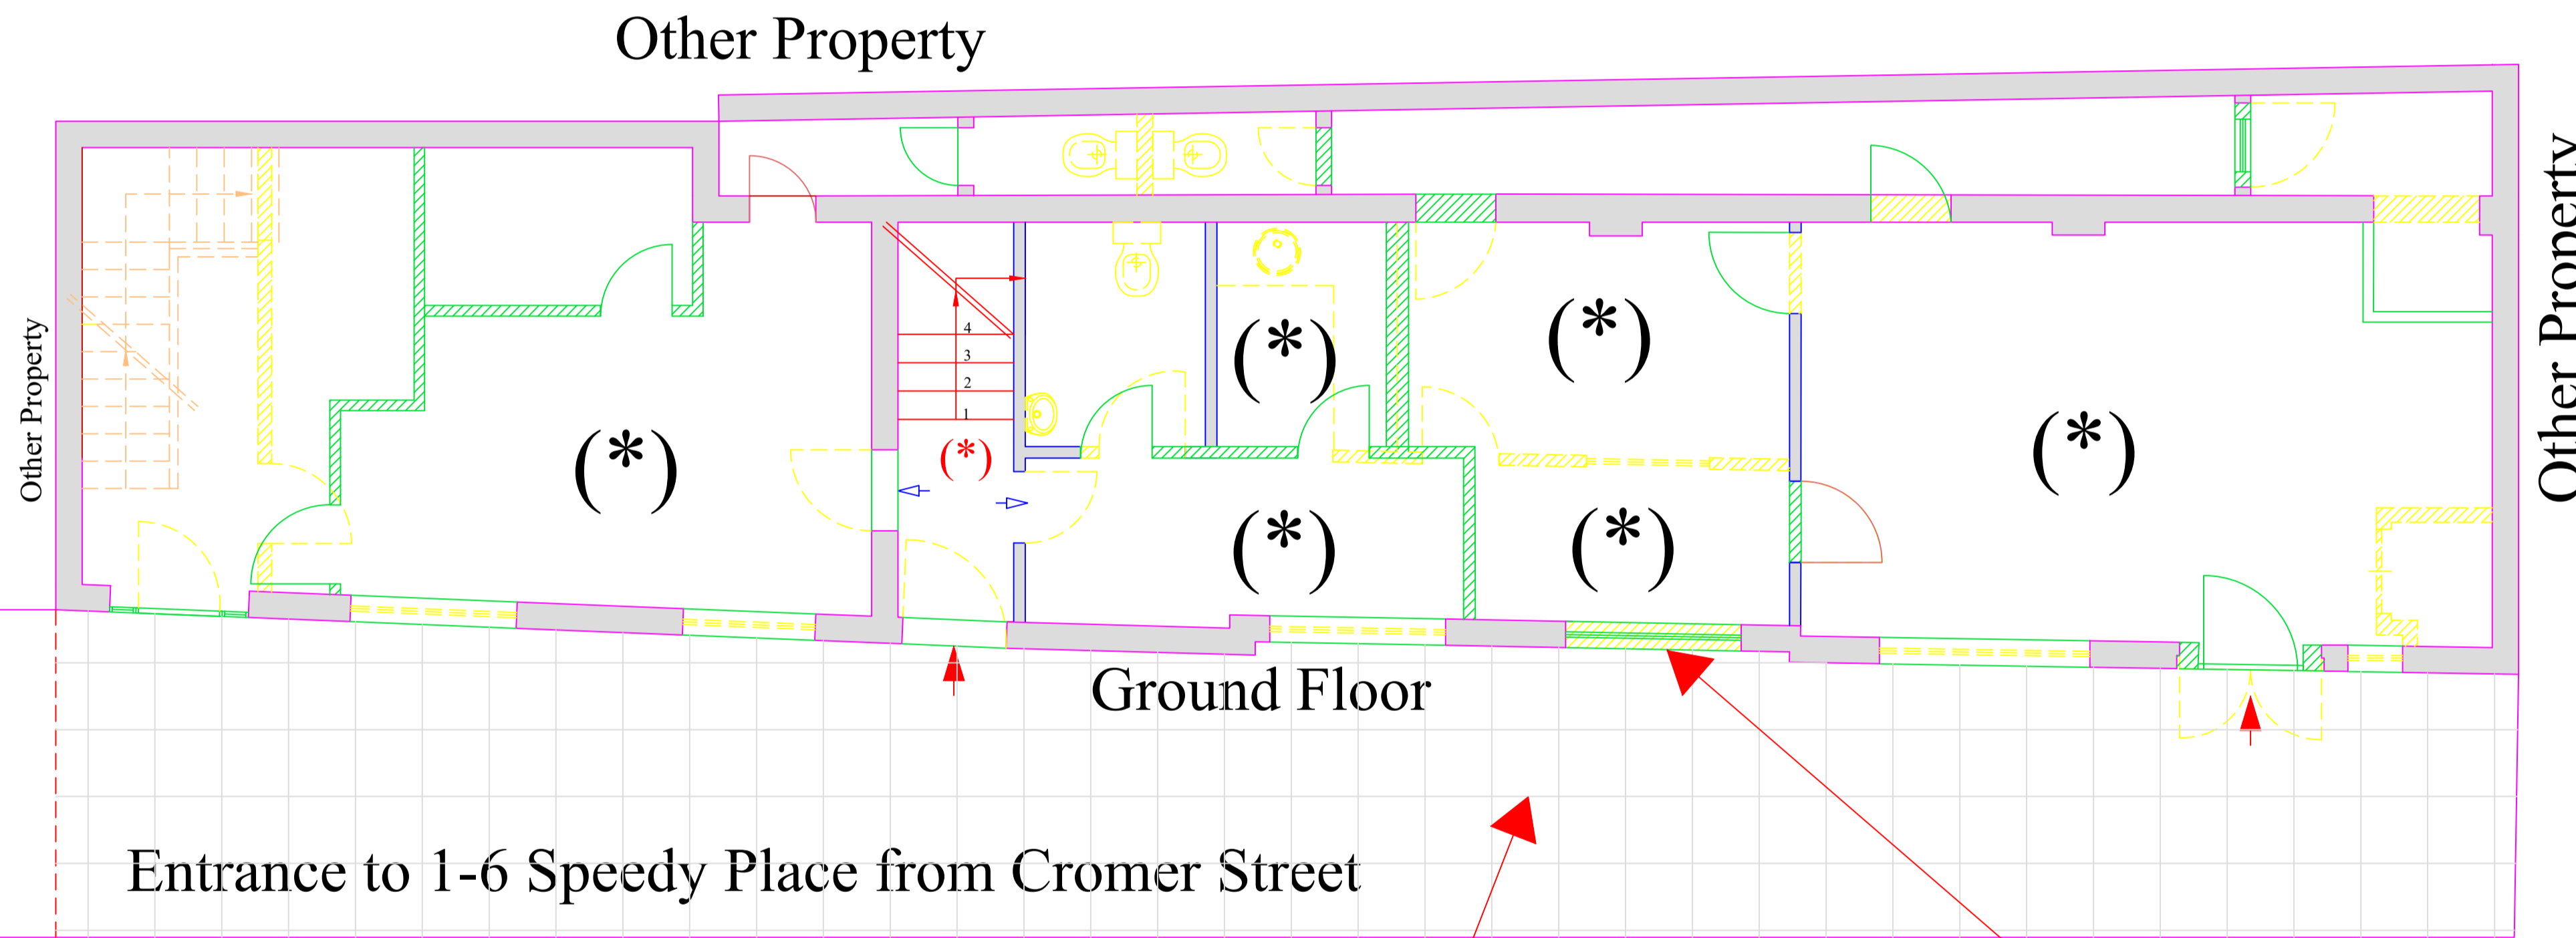 Other Property
Other Property
Other Property
4
3
2
1
(*)
(*)
(*)
(*)
(*)
(*)
(*)
Ground Floor
Entrance to 1-6 Speedy Place from Cromer Street